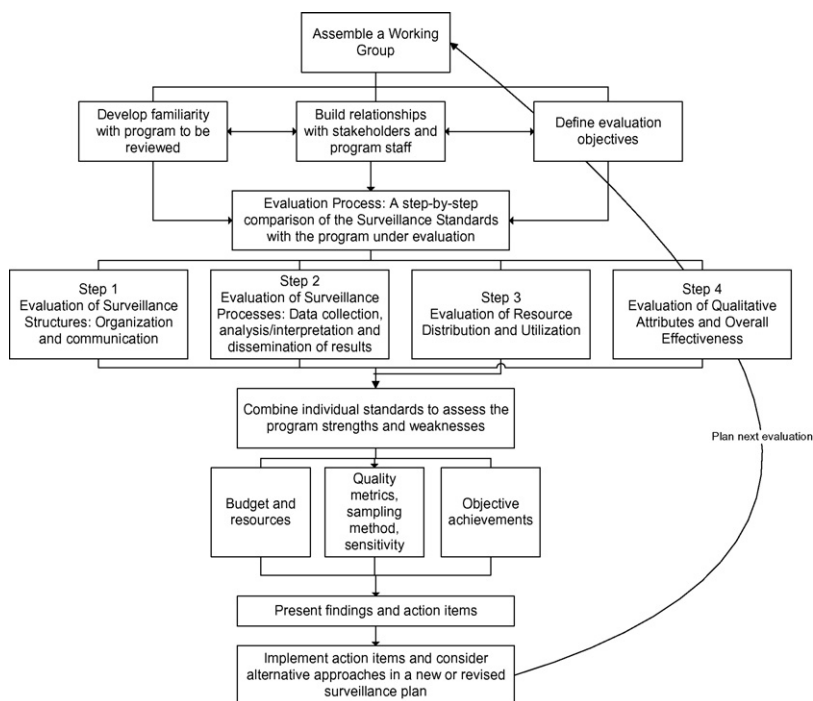 Assemble a Working
Group
Develop familiarity
with program to be
reviewed
Build relationships
with stakeholders and
program staff
Define evaluation
objectives
Evaluation Process: A step-by-step
comparison of the Surveillance Standards
with the program under evaluation
Step 1
Evaluation of Surveillance
Structures: Organization
and communication
Step 2
Evaluation of Surveillance
Processes: Data collection,
analysis/interpretation and
dissemination of results
Step 3
Evaluation of Resource
Distribution and Utilization
Step 4
Evaluation of Qualitative
Attributes and Overall
Effectiveness
Combine individual standards to assess the
program strengths and weaknesses
Plan next evaluation
Budget and
resources
Quality
metrics,
sampling
method,
sensitivity
Objective
achievements
Present findings and action items
Implement action items and consider
alternative approaches in a new or revised
surveillance plan